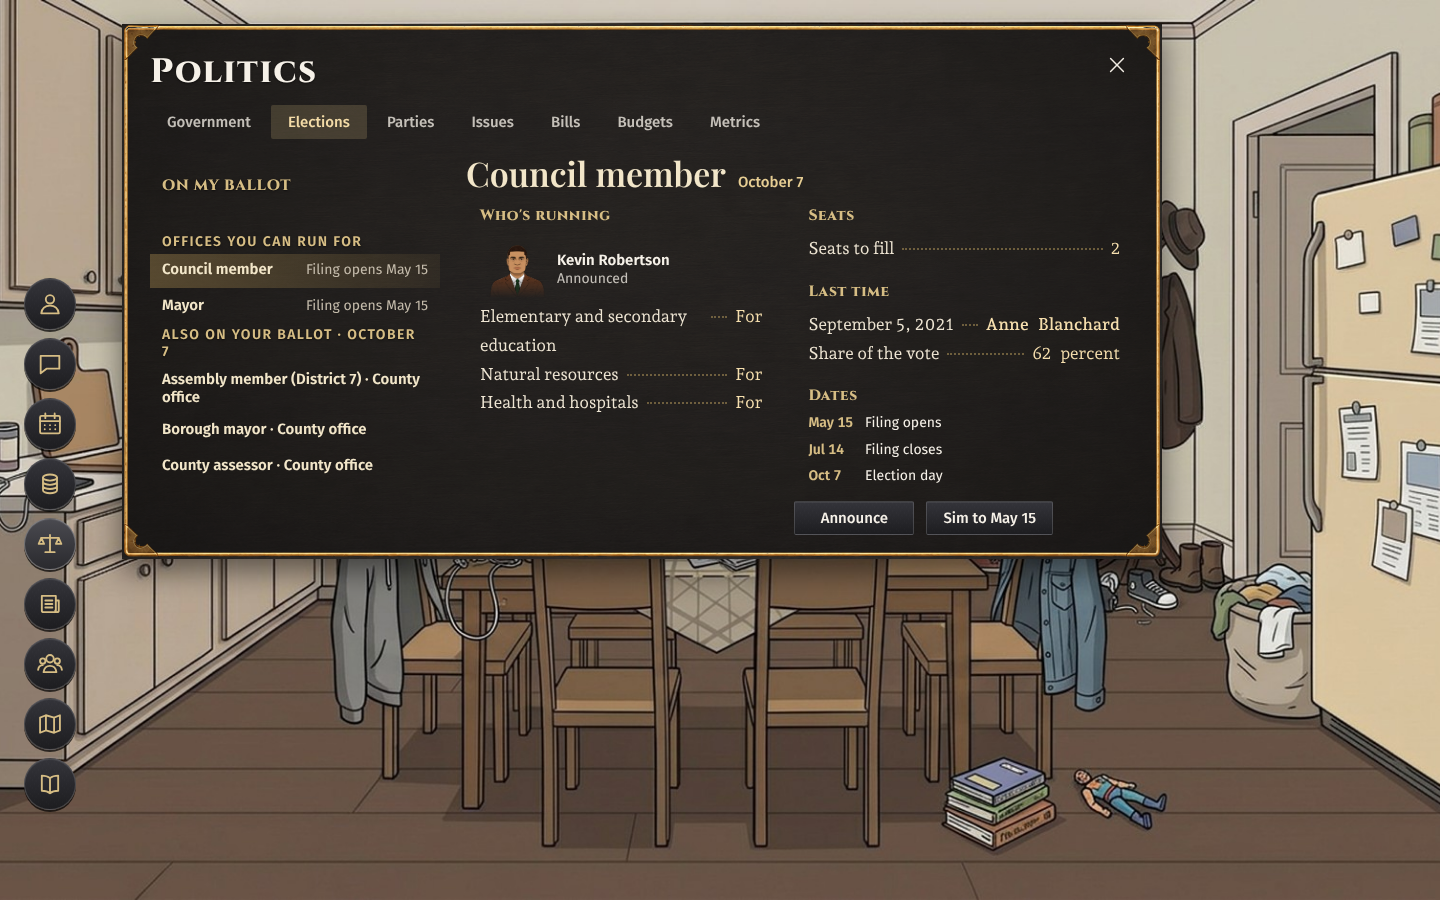 Politics
Government Elections Parties Issues Bills Budgets Metrics
ON MY BALLOT
OFFICES YOU CAN RUN FOR
Council member Filing opens May 15
Mayor Filing opens May 15
ALSO ON YOUR BALLOT · OCTOBER
7
Assembly member (District 7) · County
office
Borough mayor · County office
County assessor · County office
Council member October 7
Who's running
Kevin Robertson
Announced
Elementary and secondary For
education
Natural resources For
Health and hospitals For
Seats
Seats to fill 2
Last time
September 5, 2021 Anne Blanchard
Share of the vote 62 percent
Dates
May 15 Filing opens
Jul 14 Filing closes
Oct 7 Election day
Announce Sim to May 15